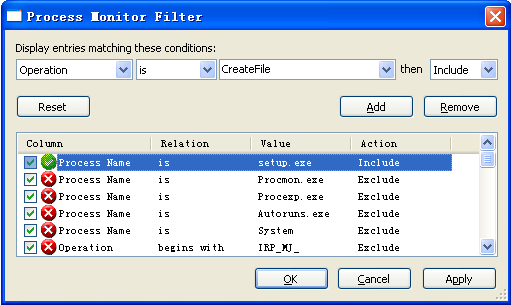 Process Monitor Filter
Display entries matching these conditions:
Operation is CreateFile then Include
Reset Add Remove
Column Relation Value Action
Process Name is setup.exe Include
Process Name is Procmon.exe Exclude
Process Name is Procexp.exe Exclude
Process Name is Autoruns.exe Exclude
Process Name is System Exclude
Operation begins with IRP_MJ_ Exclude
OK Cancel Apply